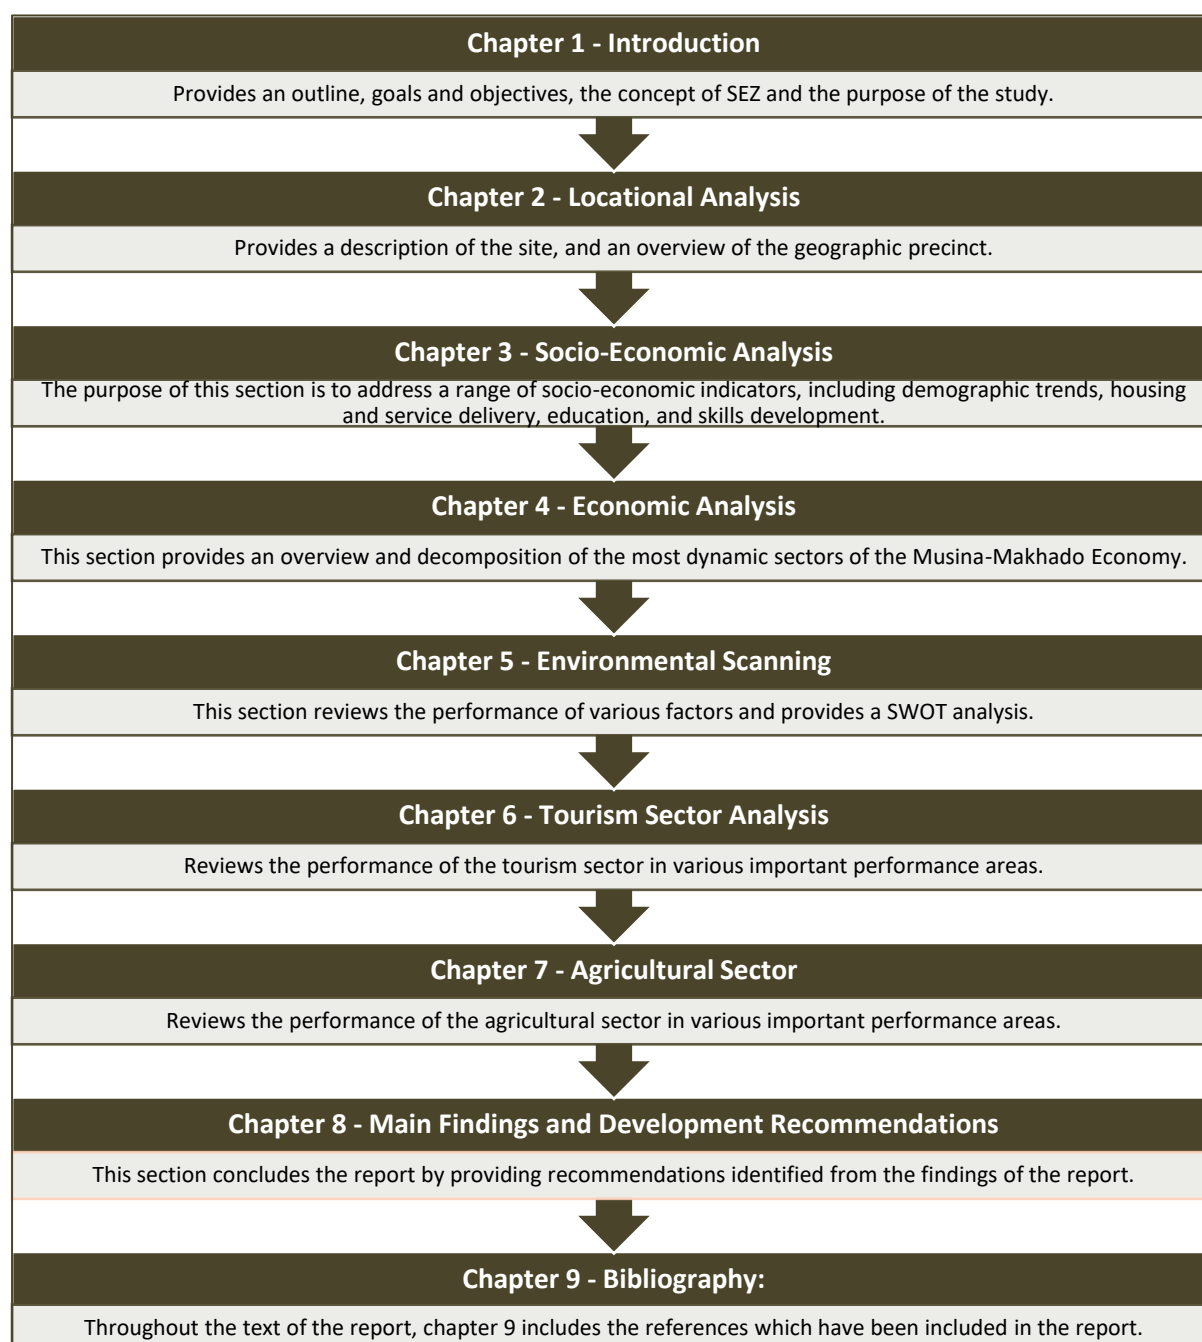 Chapter 1 - Introduction
Provides an outline, goals and objectives, the concept of SEZ and the purpose of the study.
Chapter 2 - Locational Analysis
Provides a description of the site, and an overview of the geographic precinct.
Chapter 3 - Socio-Economic Analysis
The purpose of this section is to address a range of socio-economic indicators, including demographic trends, housing
and service delivery, education, and skills development.
Chapter 4 - Economic Analysis
This section provides an overview and decomposition of the most dynamic sectors of the Musina-Makhado Economy.
Chapter 5 - Environmental Scanning
This section reviews the performance of various factors and provides a SWOT analysis.
Chapter 6 - Tourism Sector Analysis
Reviews the performance of the tourism sector in various important performance areas.
Chapter 7 - Agricultural Sector
Reviews the performance of the agricultural sector in various important performance areas.
Chapter 8 - Main Findings and Development Recommendations
This section concludes the report by providing recommendations identified from the findings of the report.
Chapter 9 - Bibliography:
Throughout the text of the report, chapter 9 includes the references which have been included in the report.